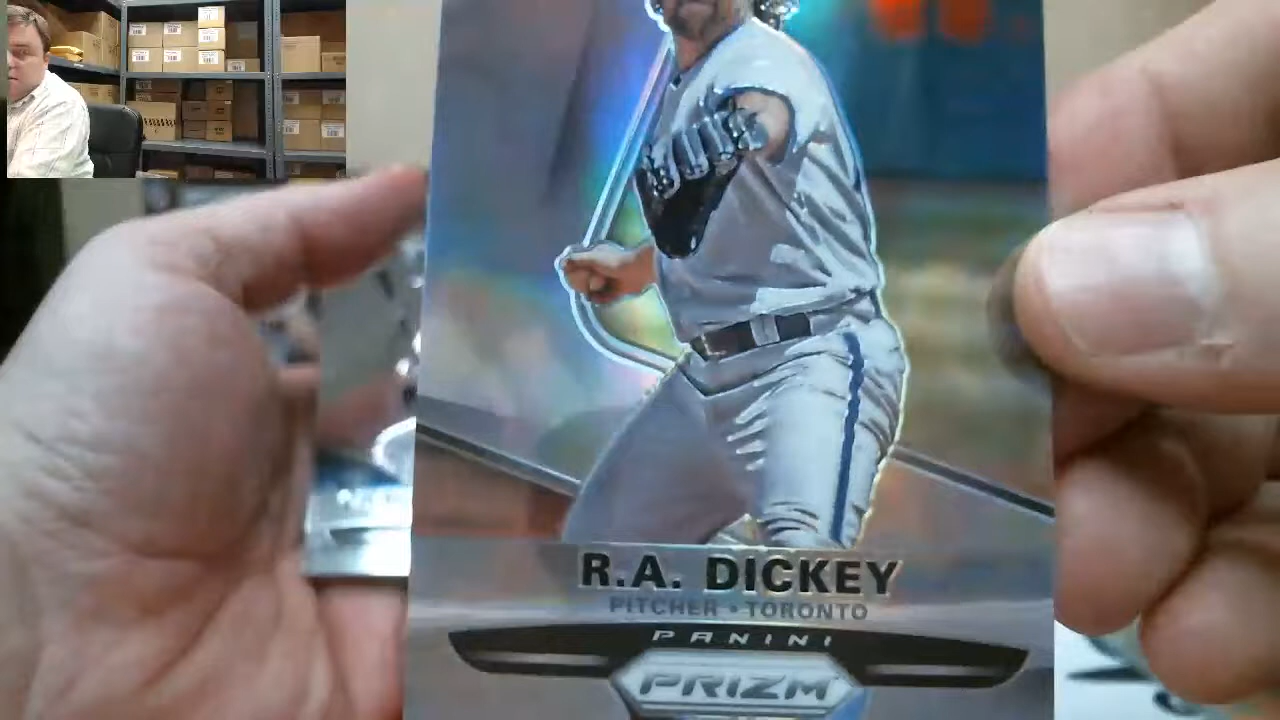 R.A. DICKEY
PITCHER • TORONTO
PANINI
PRIZM